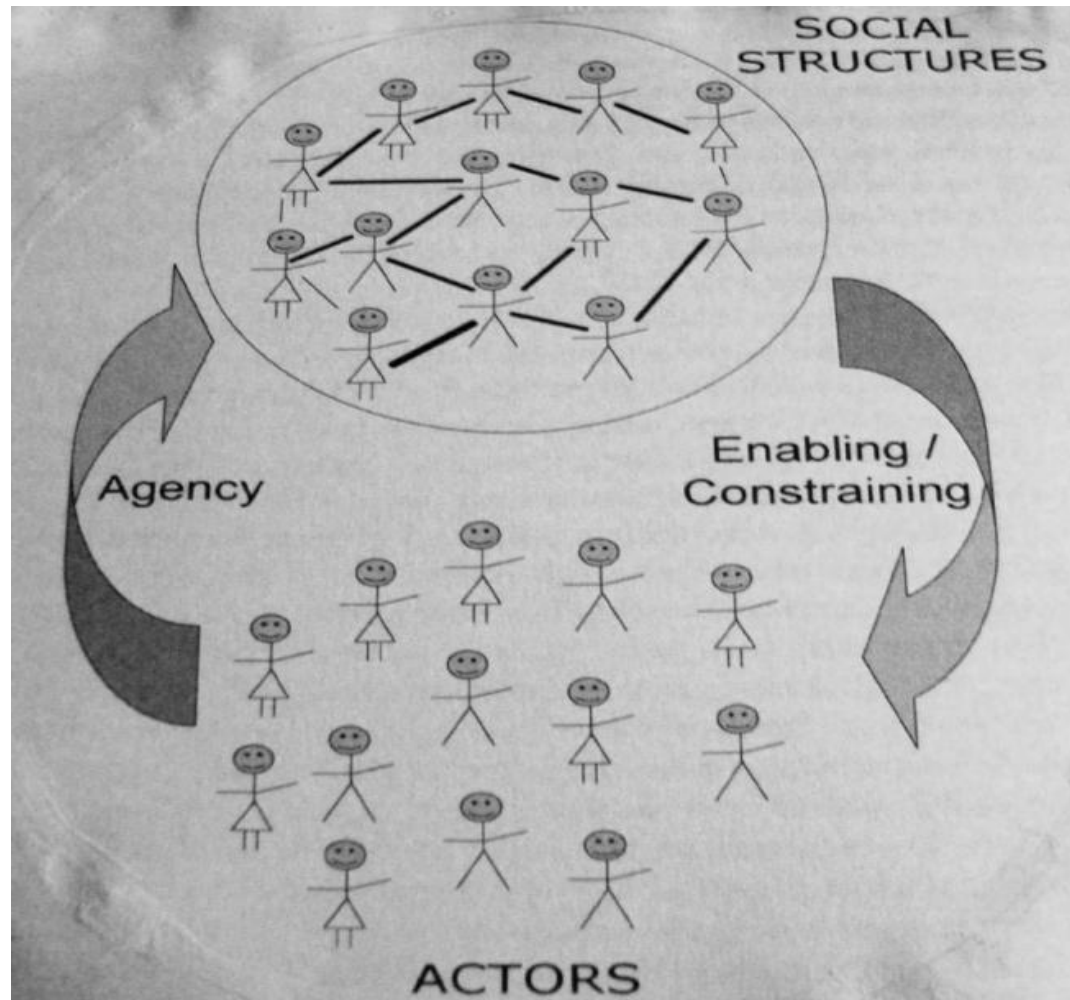 SOCIAL
STRUCTURES
Agency
Enabling /
Constraining
ACTORS